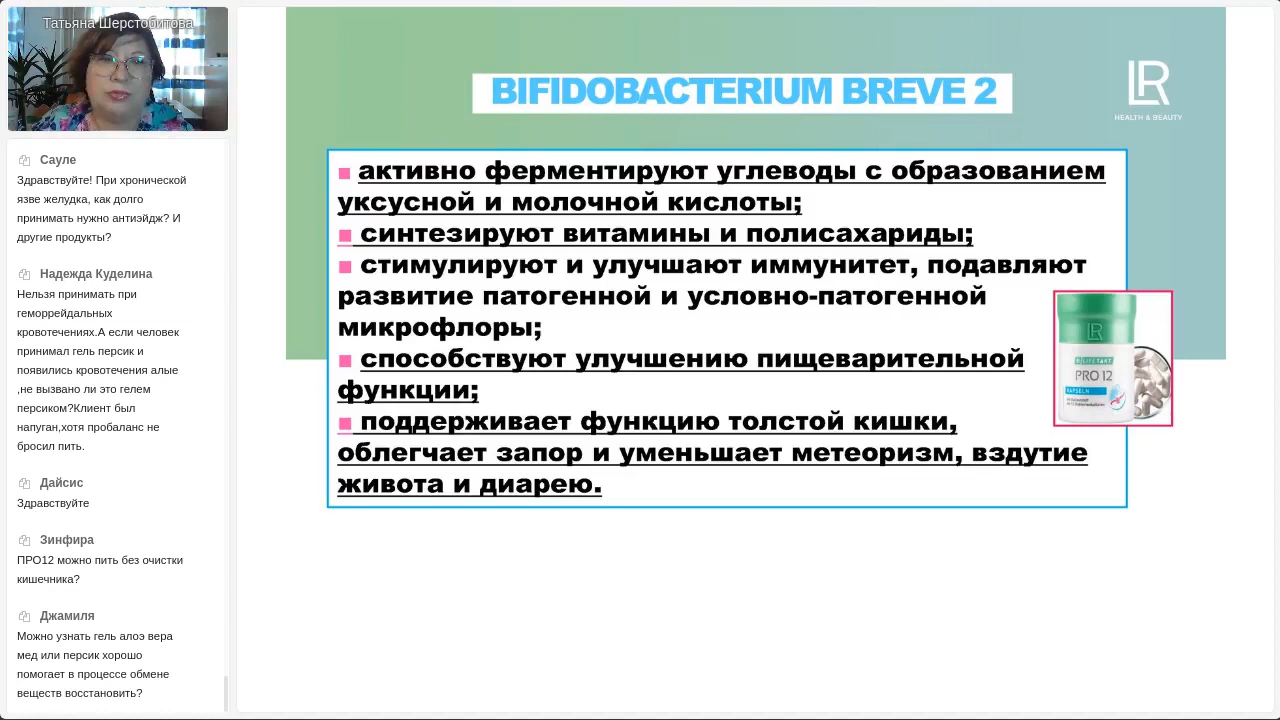 Татьяна Шерстобитова
Сауле
Здравствуйте! При хронической
язве желудка, как долго
принимать нужно антиэйдж? И
другие продукты?
Надежда Куделина
Нельзя принимать при
геморрейдальных
кровотечениях.А если человек
принимал гель персик и
появились кровотечения алые
,не вызвано ли это гелем
персиком?Клиент был
напуган,хотя пробаланс не
бросил пить.
Дайсис
Здравствуйте
Зинфира
ПРО12 можно пить без очистки
кишечника?
Джамиля
Можно узнать гель алоэ вера
мед или персик хорошо
помогает в процессе обмене
веществ восстановить?
BIFIDOBACTERIUM BREVE 2
LR
HEALTH & BEAUTY
активно ферментируют углеводы с образованием
уксусной и молочной кислоты;
синтезируют витамины и полисахариды;
стимулируют и улучшают иммунитет, подавляют
развитие патогенной и условно-патогенной
микрофлоры;
способствуют улучшению пищеварительной
функции;
поддерживает функцию толстой кишки,
облегчает запор и уменьшает метеоризм, вздутие
живота и диарею.
LR
LIFETAKT
PRO 12
KAPSELN